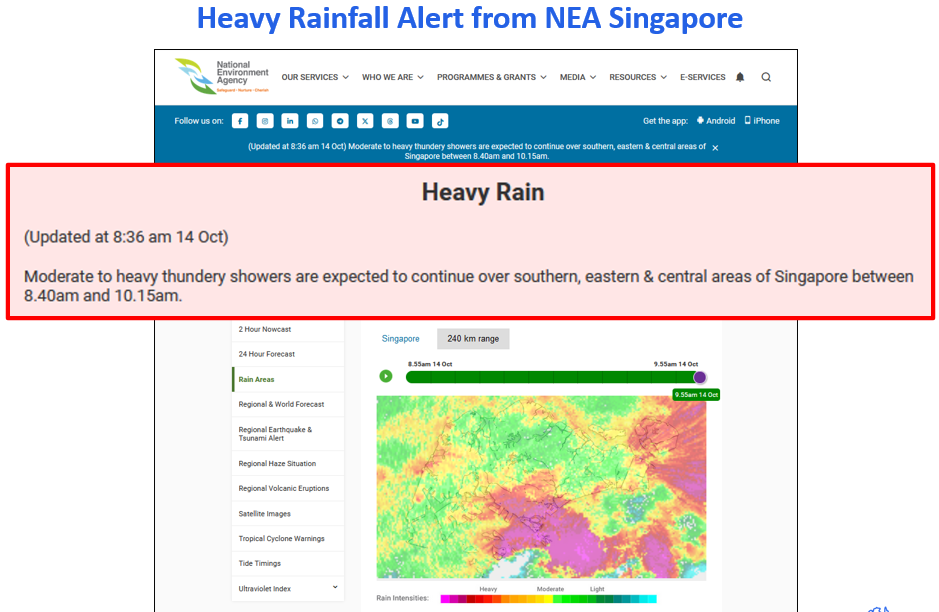 Heavy Rainfall Alert from NEA Singapore
National
Environment
Agency
Safeguard · Nurture · Cherish
OUR SERVICES
WHO WE ARE
PROGRAMMES & GRANTS
MEDIA
RESOURCES
E-SERVICES
Follow us on:
Get the app:
Android
iPhone
(Updated at 8:36 am 14 Oct) Moderate to heavy thundery showers are expected to continue over southern, eastern & central areas of
Singapore between 8.40am and 10.15am.
Heavy Rain
(Updated at 8:36 am 14 Oct)
Moderate to heavy thundery showers are expected to continue over southern, eastern & central areas of Singapore between
8.40am and 10.15am.
2 Hour Nowcast
24 Hour Forecast
Rain Areas
Regional & World Forecast
Regional Earthquake &
Tsunami Alert
Regional Haze Situation
Regional Volcanic Eruptions
Satellite Images
Tropical Cyclone Warnings
Tide Timings
Ultraviolet Index
Singapore
240 km range
8.55am 14 Oct
9.55am 14 Oct
9.55am 14 Oct
Heavy
Moderate
Light
Rain Intensities: